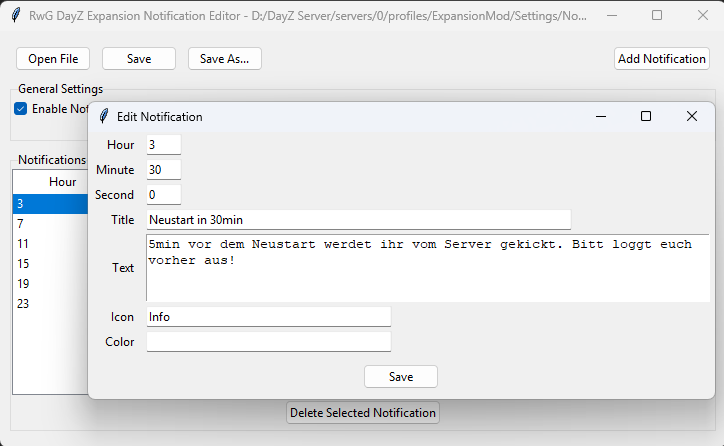 RwG DayZ Expansion Notification Editor - D:/DayZ Server/servers/0/profiles/ExpansionMod/Settings/No...
Open File
Save
Save As...
Add Notification
General Settings
Enable Not
Edit Notification
Hour
3
Minute
30
Second
0
Title
Neustart in 30min
Text
5min vor dem Neustart werdet ihr vom Server gekickt. Bitt loggt euch
vorher aus!
Icon
Info
Color
Save
Notifications
Hour
3
7
11
15
19
23
Delete Selected Notification